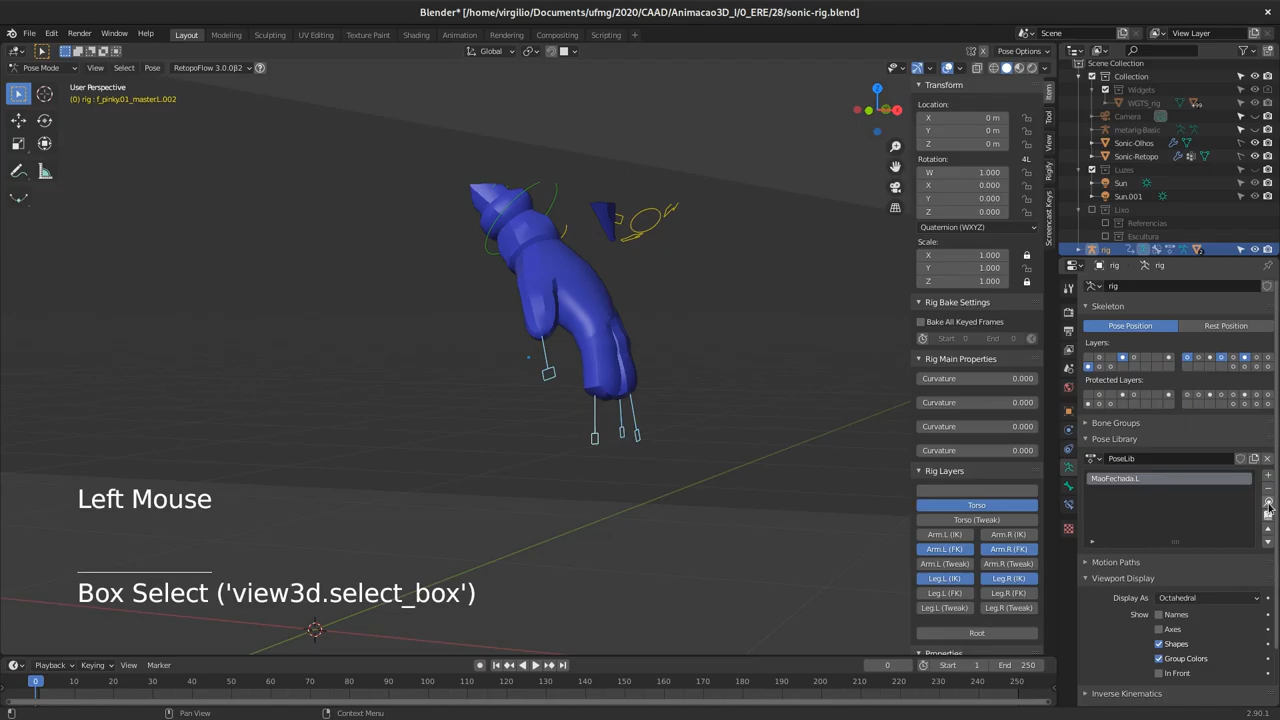 Blender* [/home/virgilio/Documents/ufmg/2020/CAAD/Animacao3D_I/0_ERE/28/sonic-rig.blend]
File Edit Render Window Help Layout Modeling Sculpting UV Editing Texture Paint Shading Animation Rendering Compositing Scripting Scene View Layer
Global Pose Options
Pose Mode View Select Pose RetopoFlow 3.0.0β2
User Perspective
(0) rig : f_pinky.01_master.L.002
Z
X
Transform
Location:
X 0 m
Y 0 m
Z 0 m
Rotation: 4L
W 1.000
X 0.000
Y 0.000
Z 0.000
Quaternion (WXYZ)
Scale:
X 1.000
Y 1.000
Z 1.000
Rig Bake Settings
Bake All Keyed Frames
Start 0 End 0
Rig Main Properties
Curvature 0.000
Curvature 0.000
Curvature 0.000
Curvature 0.000
Rig Layers
Torso
Torso (Tweak)
Arm.L (IK) Arm.R (IK)
Arm.L (FK) Arm.R (FK)
Arm.L (Tweak) Arm.R (Tweak)
Leg.L (IK) Leg.R (IK)
Leg.L (FK) Leg.R (FK)
Leg.L (Tweak) Leg.R (Tweak)
Root
Properties
Item
Tool
View
Rigify
Screencast Keys
Scene Collection
Collection
Widgets
WGTS_rig
Camera
metarig-Basic
Sonic-Olhos
Sonic-Retopo
Luzes
Sun
Sun.001
Lixo
Referencias
Escultura
rig
rig rig
rig
Skeleton
Pose Position Rest Position
Layers:
Protected Layers:
Bone Groups
Pose Library
PoseLib
MaoFechada.L
Motion Paths
Viewport Display
Display As Octahedral
Show Names
Axes
Shapes
Group Colors
In Front
Inverse Kinematics
Left Mouse
Box Select ('view3d.select_box')
Playback Keying View Marker 0 Start 1 End 250
0 10 20 30 40 50 60 70 80 90 100 110 120 130 140 150 160 170 180 190 200 210 220 230 240 250
Pan View Context Menu 2.90.1